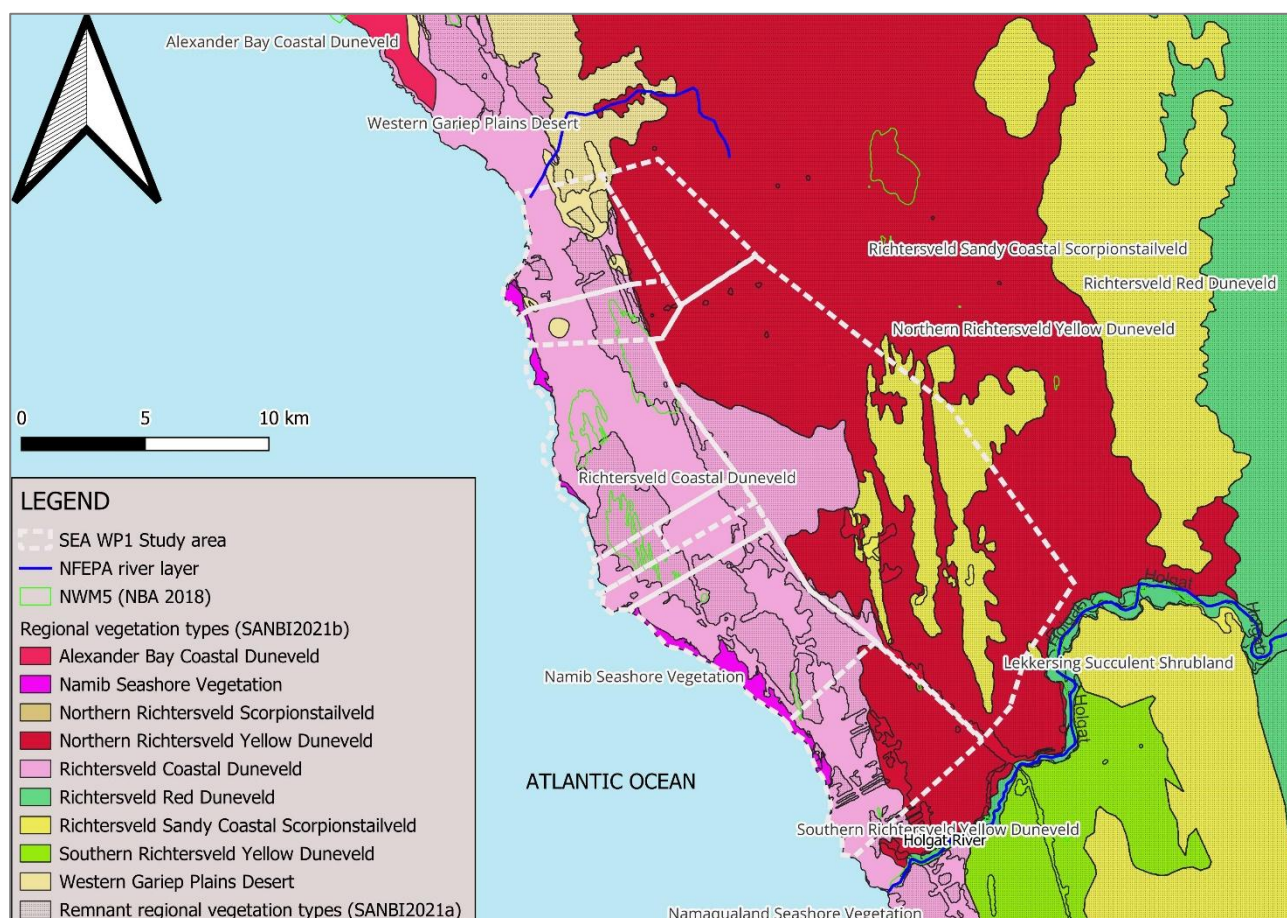 Alexander Bay Coastal Duneveld
Western Gariep Plains Desert
Richtersveld Sandy Coastal Scorpionstailveld
Richtersveld Red Duneveld
Northern Richtersveld Yellow Duneveld
0 5 10 km
Richtersveld Coastal Duneveld
LEGEND
SEA WP1 Study area
NFEPA river layer
NWM5 (NBA 2018)
Regional vegetation types (SANBI2021b)
Alexander Bay Coastal Duneveld
Namib Seashore Vegetation
Northern Richtersveld Scorpionstailveld
Northern Richtersveld Yellow Duneveld
Richtersveld Coastal Duneveld
Richtersveld Red Duneveld
Richtersveld Sandy Coastal Scorpionstailveld
Southern Richtersveld Yellow Duneveld
Western Gariep Plains Desert
Remnant regional vegetation types (SANBI2021a)
Holgat
Holgat
Lekkersing Succulent Shrubland
Namib Seashore Vegetation
Holgat
ATLANTIC OCEAN
Southern Richtersveld Yellow Duneveld
Holgat River
Namaqualand Seashore Vegetation